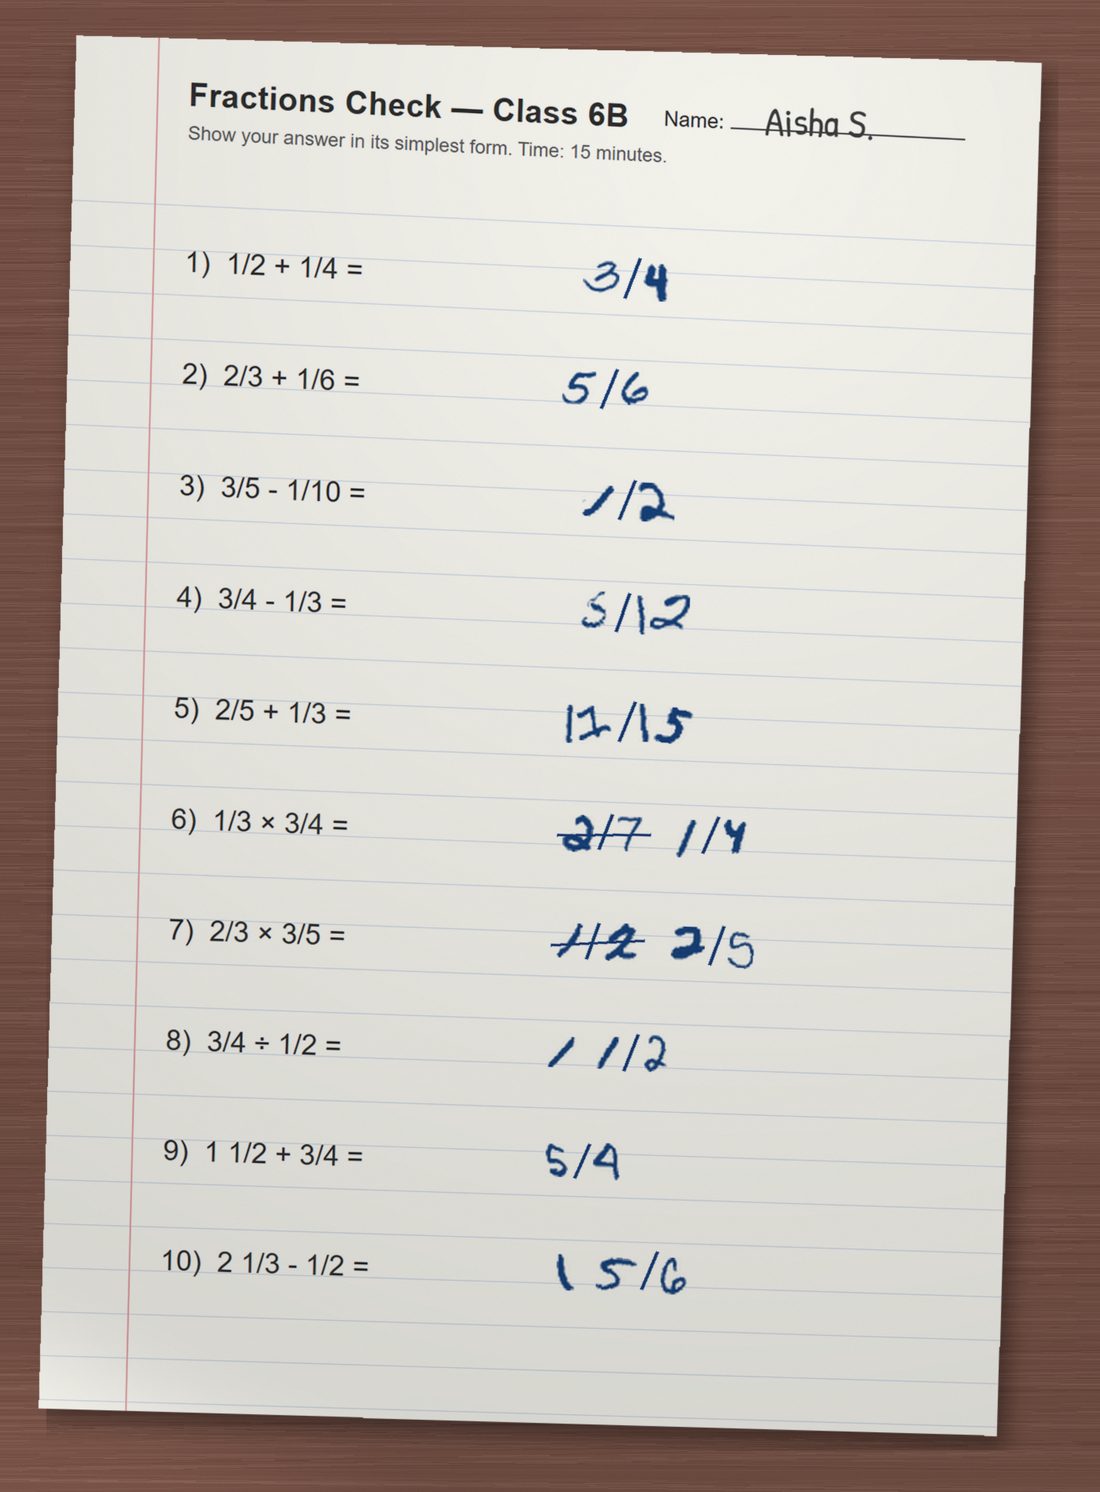 Fractions Check — Class 6B Name: Aisha S.
Show your answer in its simplest form. Time: 15 minutes.
1) 1/2 + 1/4 = 3/4
2) 2/3 + 1/6 = 5/6
3) 3/5 - 1/10 = 1/2
4) 3/4 - 1/3 = 5/12
5) 2/5 + 1/3 = 11/15
6) 1/3 × 3/4 = 2/7 1/4
7) 2/3 × 3/5 = 1/2 2/5
8) 3/4 ÷ 1/2 = 1 1/2
9) 1 1/2 + 3/4 = 5/4
10) 2 1/3 - 1/2 = 1 5/6